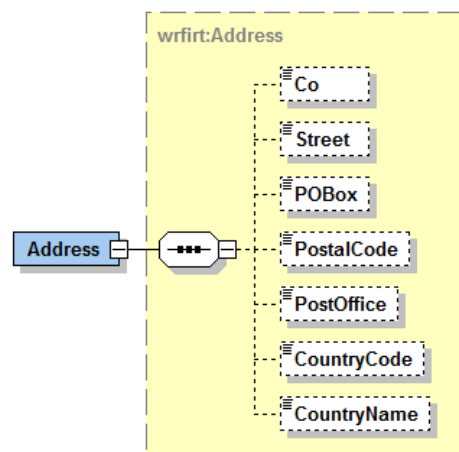 wrfirt:Address
Co
Street
POBox
Address
PostalCode
PostOffice
CountryCode
CountryName